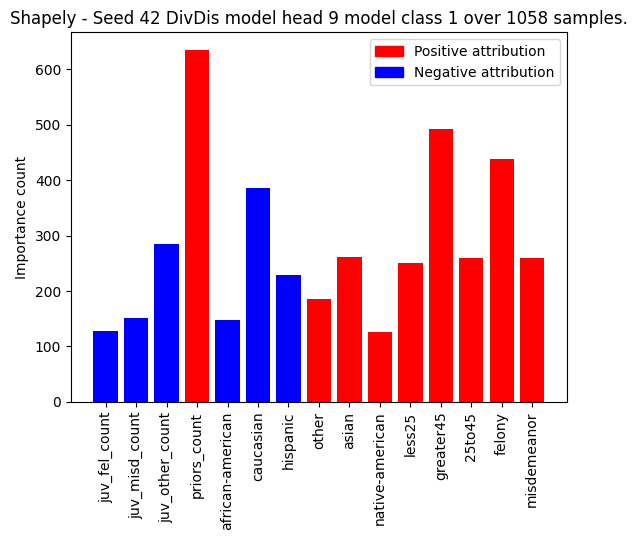 Shapely - Seed 42 DivDis model head 9 model class 1 over 1058 samples.
Positive attribution
Negative attribution
Importance count
600
500
400
300
200
100
0
juv_fel_count
juv_misd_count
juv_other_count
priors_count
african-american
caucasian
hispanic
other
asian
native-american
less25
greater45
25to45
felony
misdemeanor